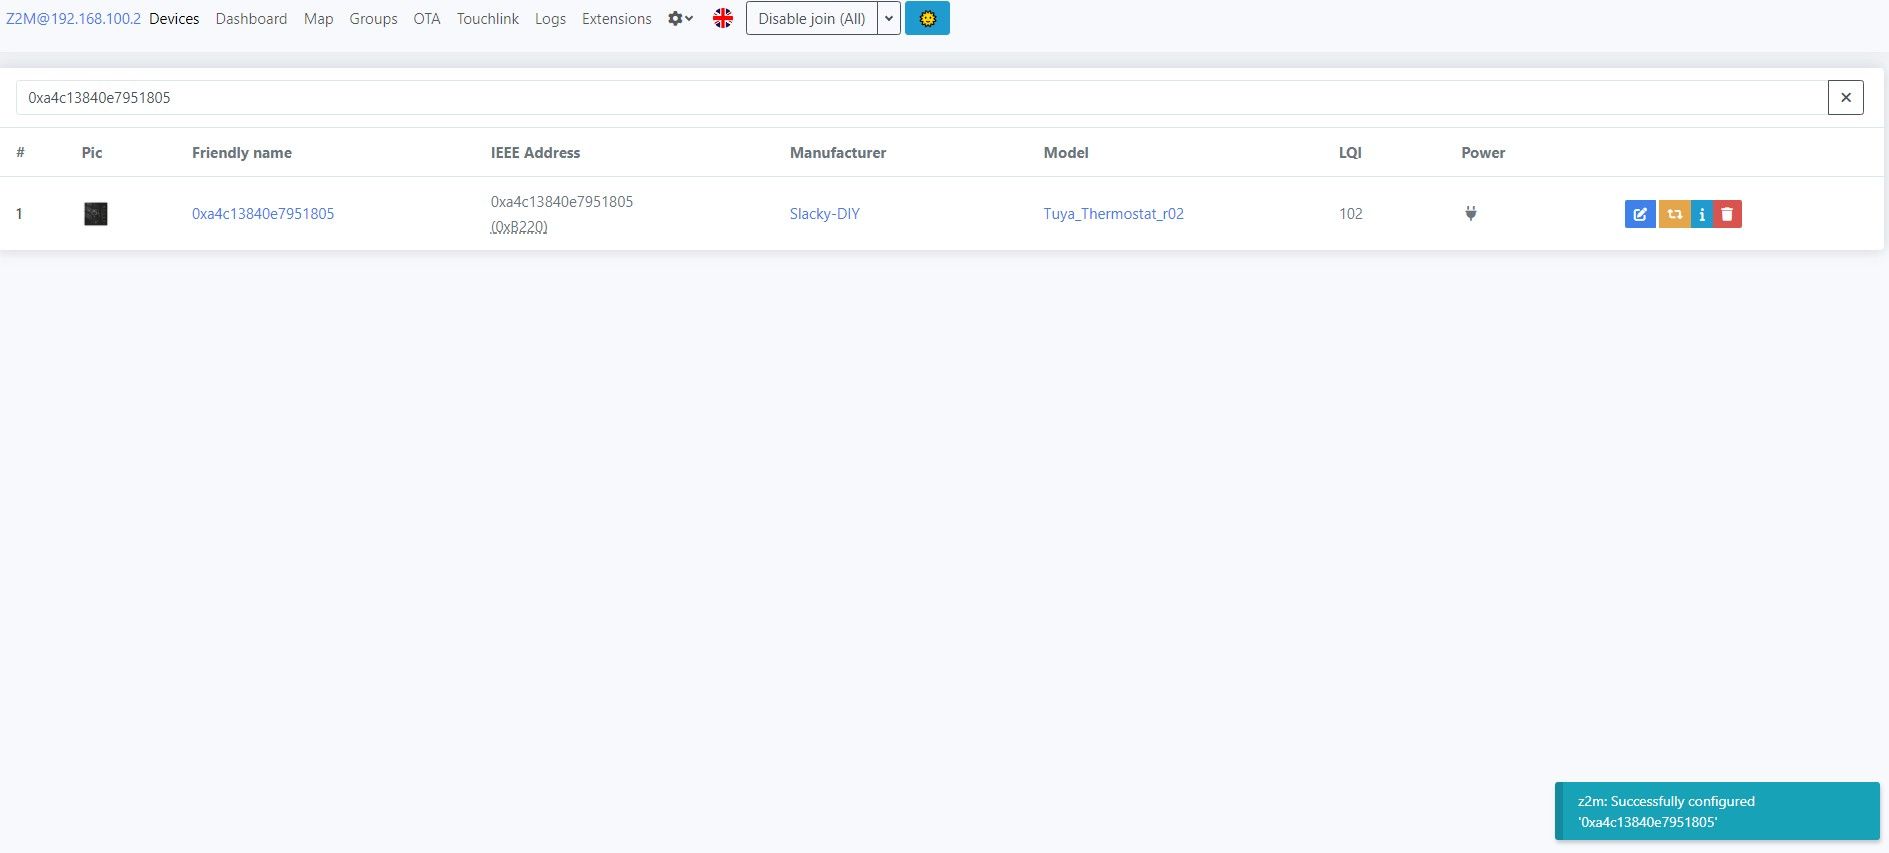 Z2M@192.168.100.2 Devices Dashboard Map Groups OTA Touchlink Logs Extensions Disable join (All)
0xa4c13840e7951805
# Pic Friendly name IEEE Address Manufacturer Model LQI Power
1 0xa4c13840e7951805 0xa4c13840e7951805 Slacky-DIY Tuya_Thermostat_r02 102
(0xB220)
z2m: Successfully configured
'0xa4c13840e7951805'